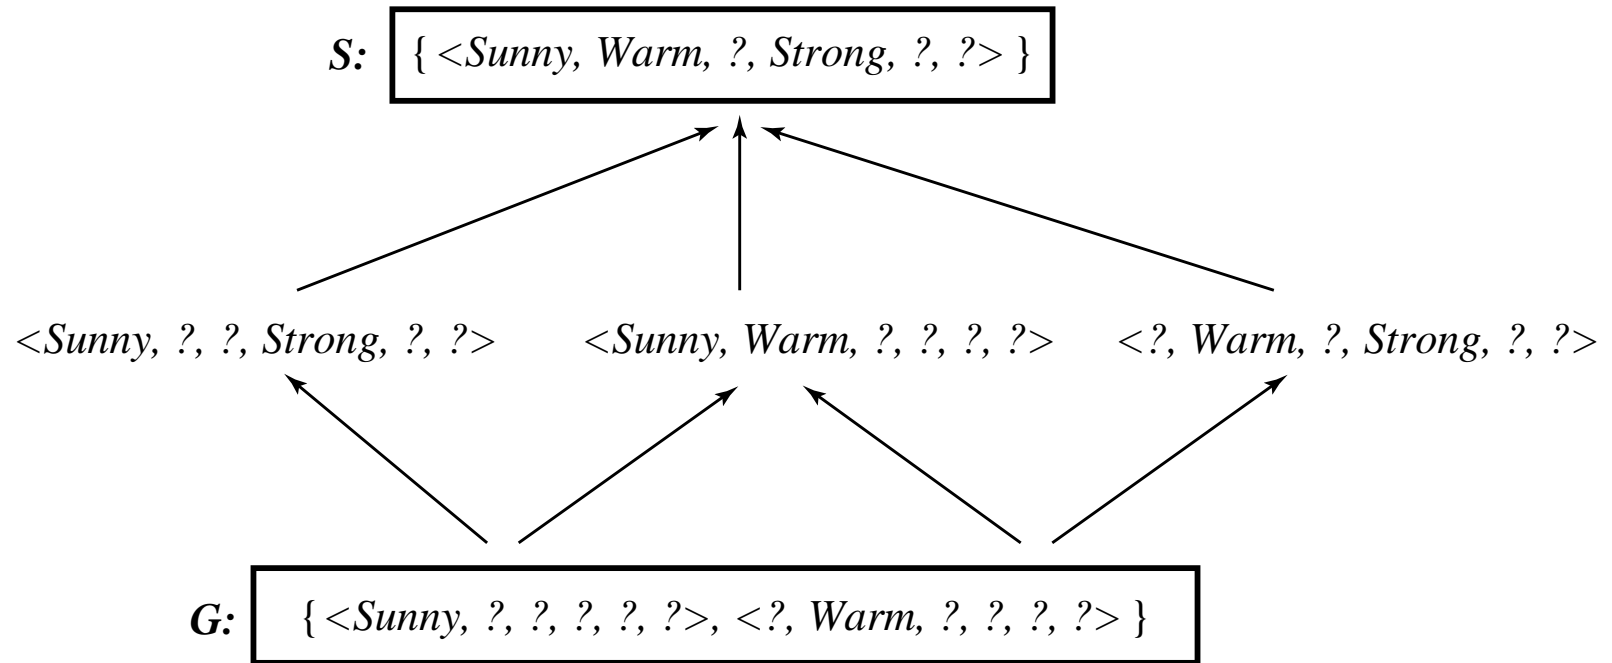 S: { <Sunny, Warm, ?, Strong, ?, ?> }
<Sunny, ?, ?, Strong, ?, ?> <Sunny, Warm, ?, ?, ?, ?> <?, Warm, ?, Strong, ?, ?>
G: { <Sunny, ?, ?, ?, ?, ?>, <?, Warm, ?, ?, ?, ?> }